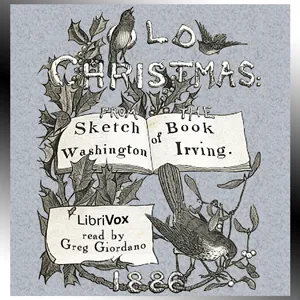 OLD
CHRISTMAS:
FROM THE
Sketch Book
of
Washington Irving.
LibriVox
read by
Greg Giordano
1886